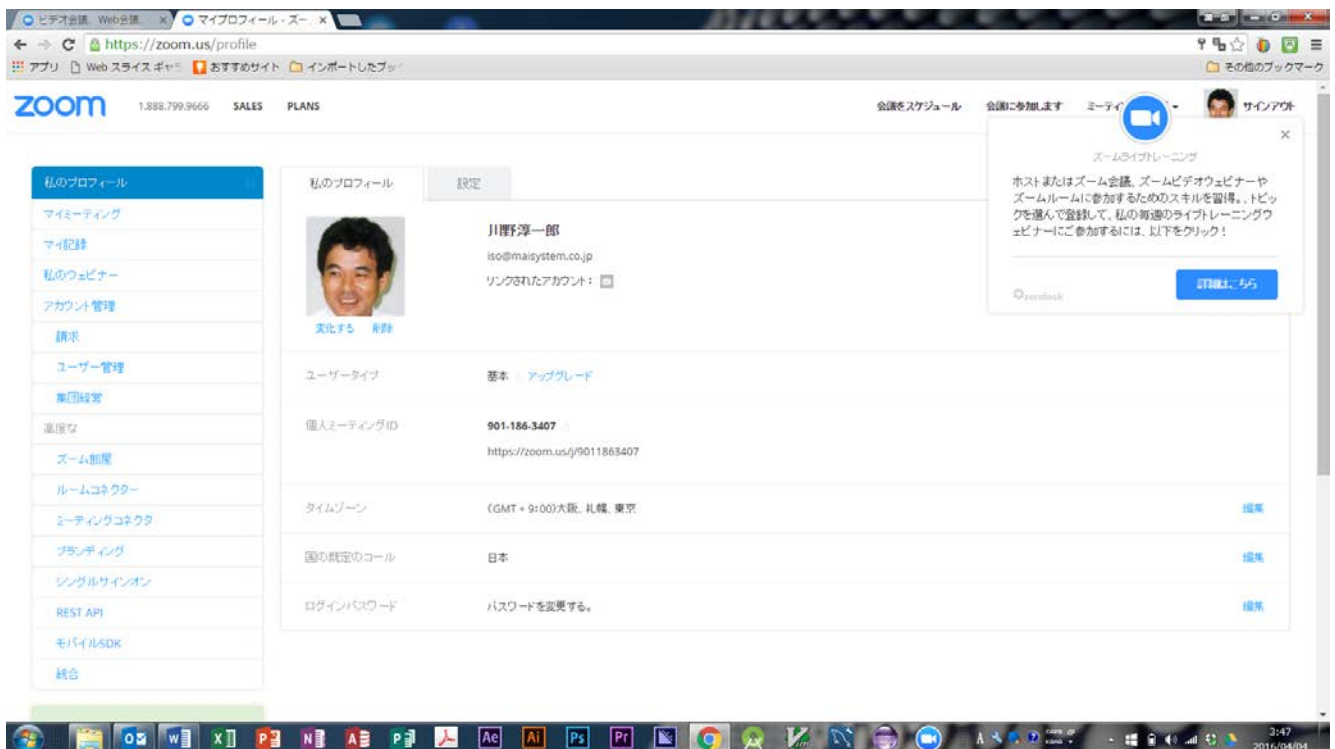 ビデオ会議、Web会議
マイプロフィール - ズー
https://zoom.us/profile
アプリ Web スライス ギャラ おすすめサイト インポートしたブッ その他のブックマーク
zoom 1.888.799.9666 SALES PLANS 会議をスケジュール 会議に参加します サインアウト
ズームライブトレーニング
ホストまたはズーム会議、ズームビデオウェビナーや
ズームルームに参加するためのスキルを習得。、トピッ
クを選んで登録して、私の毎週のライブトレーニングウ
ェビナーにご参加するには、以下をクリック！
詳細はこちら
zendesk
私のプロフィール
マイミーティング
マイ記録
私のウェビナー
アカウント管理
請求
ユーザー管理
集団経営
高度な
ズーム部屋
ルームコネクター
ミーティングコネクタ
ブランディング
シングルサインオン
REST API
モバイルSDK
統合
私のプロフィール 設定
川野淳一郎
iso@maisystem.co.jp
リンクされたアカウント：
変化する 削除
ユーザータイプ 基本 アップグレード
個人ミーティングID 901-186-3407
https://zoom.us/j/9011863407
タイムゾーン (GMT + 9:00)大阪、札幌、東京 編集
国の既定のコール 日本 編集
ログインパスワード パスワードを変更する。 編集
3:47
2016/04/04